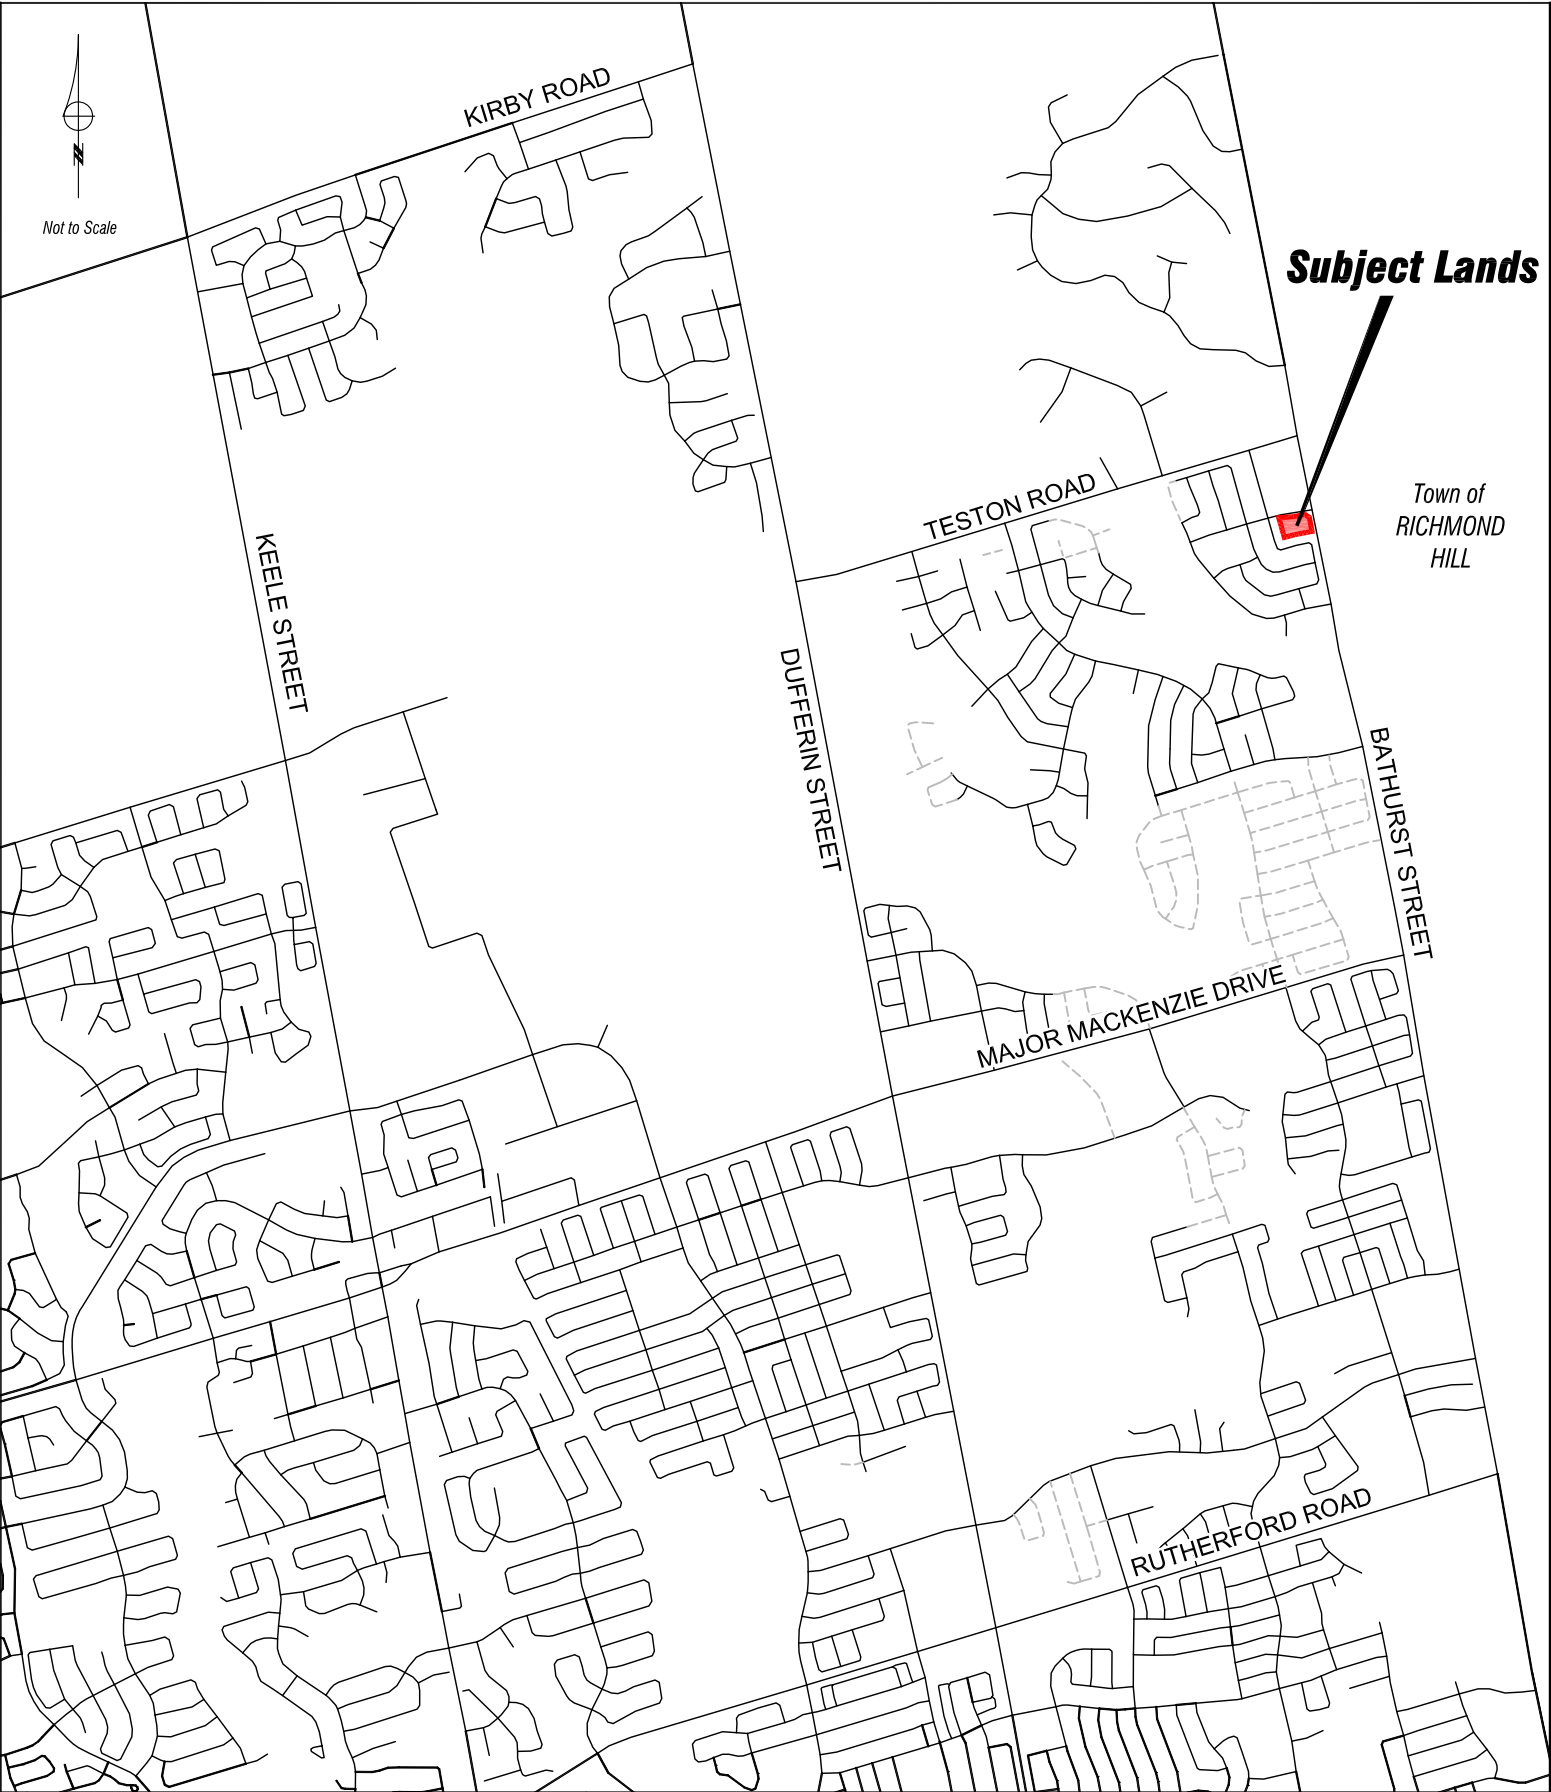 KIRBY ROAD
N
Not to Scale
Subject Lands
TESTON ROAD
Town of
RICHMOND
HILL
KEELE STREET
DUFFERIN STREET
BATHURST STREET
MAJOR MACKENZIE DRIVE
RUTHERFORD ROAD